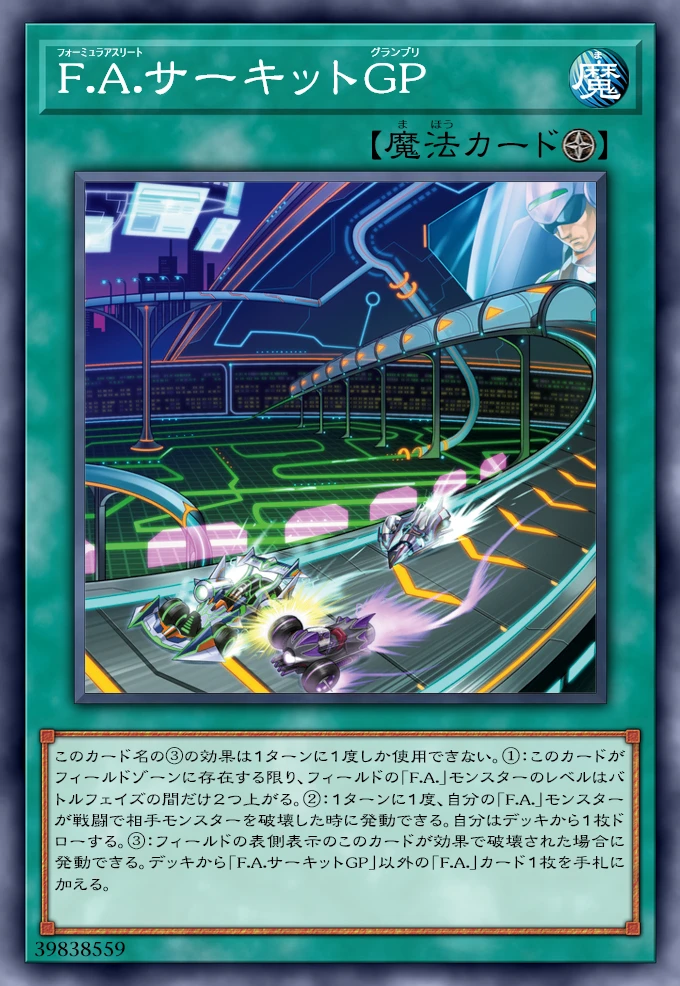 フォーミュラアスリート グランプリ
F.A.サーキットGP
ま
魔
ま ほう
【魔法カード】
このカード名の③の効果は1ターンに1度しか使用できない。①:このカードが
フィールドゾーンに存在する限り、フィールドの「F.A.」モンスターのレベルはバ
トルフェイズの間だけ2つ上がる。②:1ターンに1度、自分の「F.A.」モンスター
が戦闘で相手モンスターを破壊した時に発動できる。自分はデッキから1枚ド
ローする。③:フィールドの表側表示のこのカードが効果で破壊された場合に
発動できる。デッキから「F.A.サーキットGP」以外の「F.A.」カード1枚を手札に
加える。
39838559